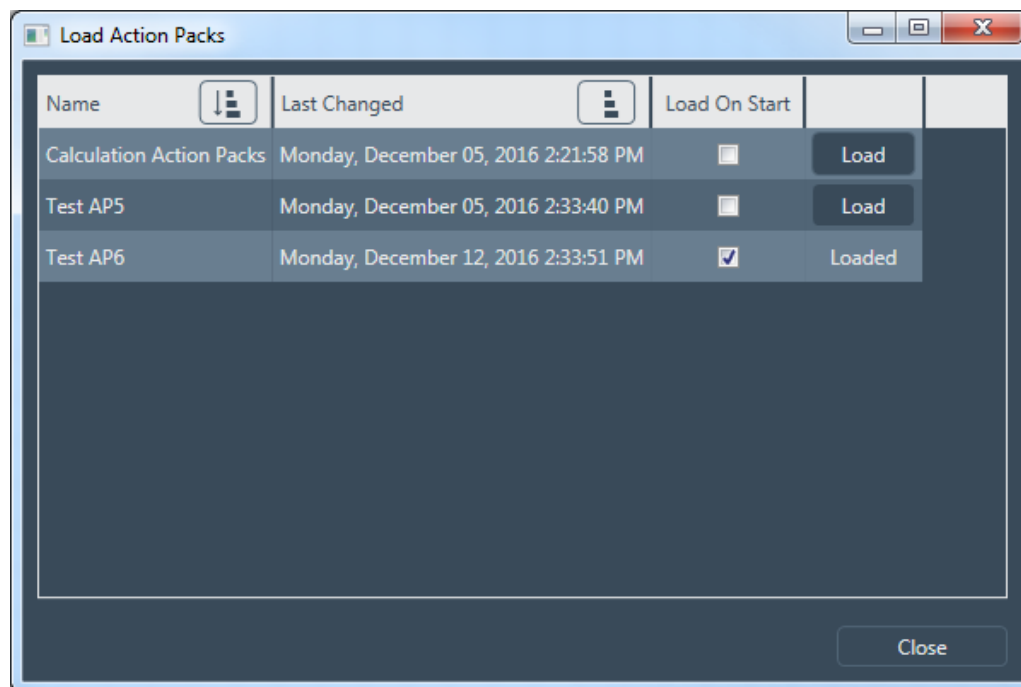 Load Action Packs
Name Last Changed Load On Start
Calculation Action Packs Monday, December 05, 2016 2:21:58 PM Load
Test AP5 Monday, December 05, 2016 2:33:40 PM Load
Test AP6 Monday, December 12, 2016 2:33:51 PM Loaded
Close